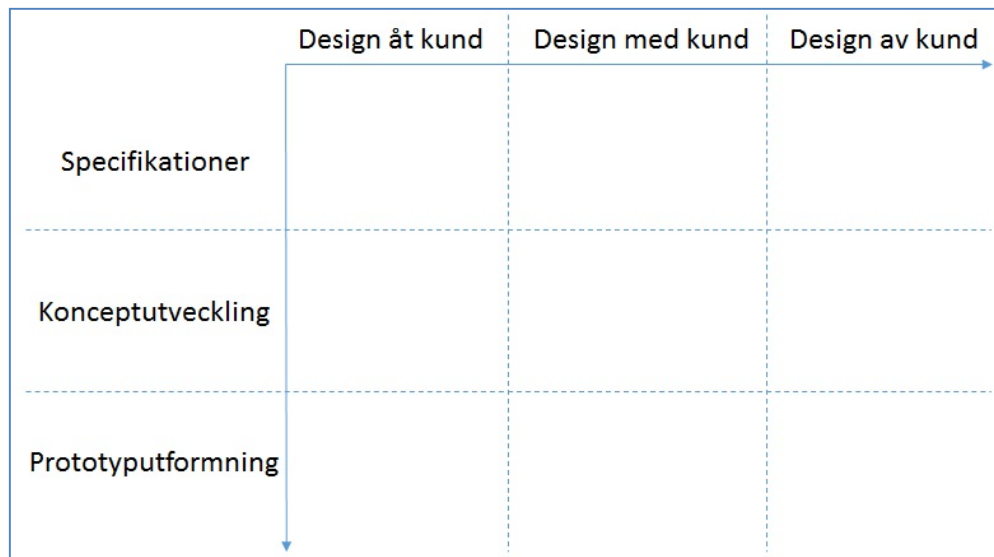 Design åt kund
Design med kund
Design av kund
Specifikationer
Konceptutveckling
Prototyputformning